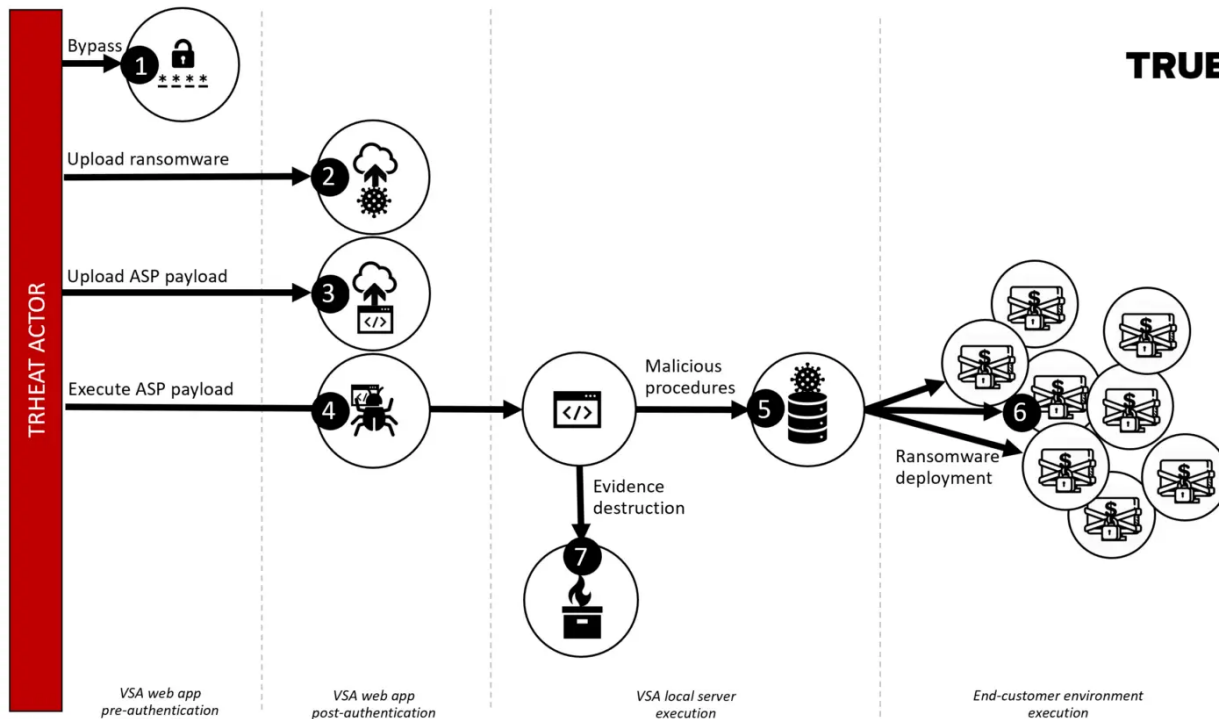 TRUE
Bypass
1
* * * *
Upload ransomware
2
Upload ASP payload
3
</>
Execute ASP payload
4
</>
Malicious
procedures
5
6
Ransomware
deployment
Evidence
destruction
7
$
$
$
$
$
$
$
$
TRHEAT ACTOR
VSA web app
pre-authentication
VSA web app
post-authentication
VSA local server
execution
End-customer environment
execution